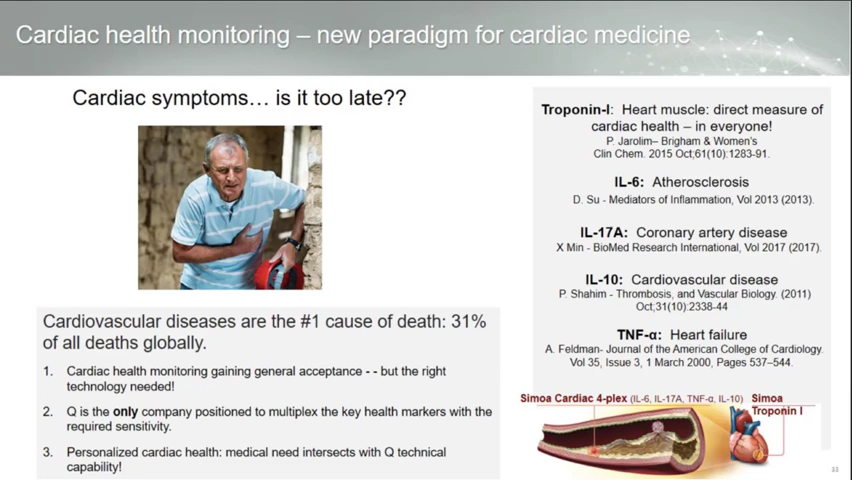 Cardiac health monitoring – new paradigm for cardiac medicine
Cardiac symptoms… is it too late??
Cardiovascular diseases are the #1 cause of death: 31%
of all deaths globally.
1. Cardiac health monitoring gaining general acceptance - - but the right
technology needed!
2. Q is the only company positioned to multiplex the key health markers with the
required sensitivity.
3. Personalized cardiac health: medical need intersects with Q technical
capability!
Troponin-I: Heart muscle: direct measure of
cardiac health – in everyone!
P. Jarolim– Brigham & Women's
Clin Chem. 2015 Oct;61(10):1283-91.
IL-6: Atherosclerosis
D. Su - Mediators of Inflammation, Vol 2013 (2013).
IL-17A: Coronary artery disease
X Min - BioMed Research International, Vol 2017 (2017).
IL-10: Cardiovascular disease
P. Shahim - Thrombosis, and Vascular Biology. (2011)
Oct;31(10):2338-44
TNF-α: Heart failure
A. Feldman- Journal of the American College of Cardiology.
Vol 35, Issue 3, 1 March 2000, Pages 537–544.
Simoa Cardiac 4-plex (IL-6, IL-17A, TNF-α, IL-10)
Simoa
Troponin I
33